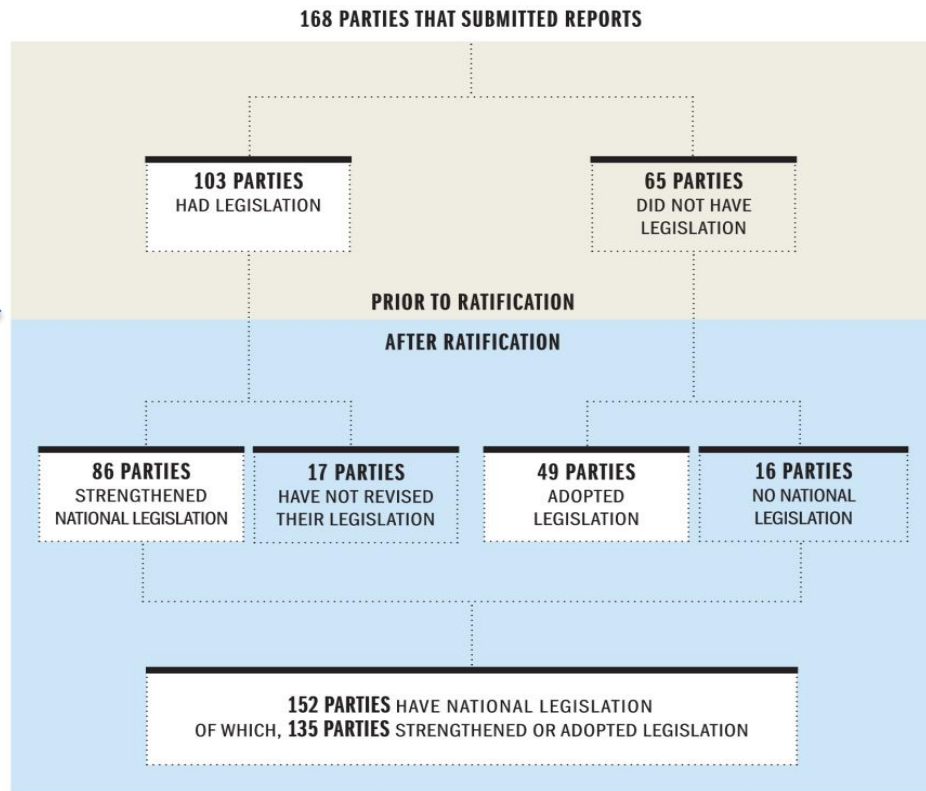 168 PARTIES THAT SUBMITTED REPORTS
103 PARTIES
HAD LEGISLATION
65 PARTIES
DID NOT HAVE
LEGISLATION
PRIOR TO RATIFICATION
AFTER RATIFICATION
86 PARTIES
STRENGTHENED
NATIONAL LEGISLATION
17 PARTIES
HAVE NOT REVISED
THEIR LEGISLATION
49 PARTIES
ADOPTED
LEGISLATION
16 PARTIES
NO NATIONAL
LEGISLATION
152 PARTIES HAVE NATIONAL LEGISLATION
OF WHICH, 135 PARTIES STRENGTHENED OR ADOPTED LEGISLATION